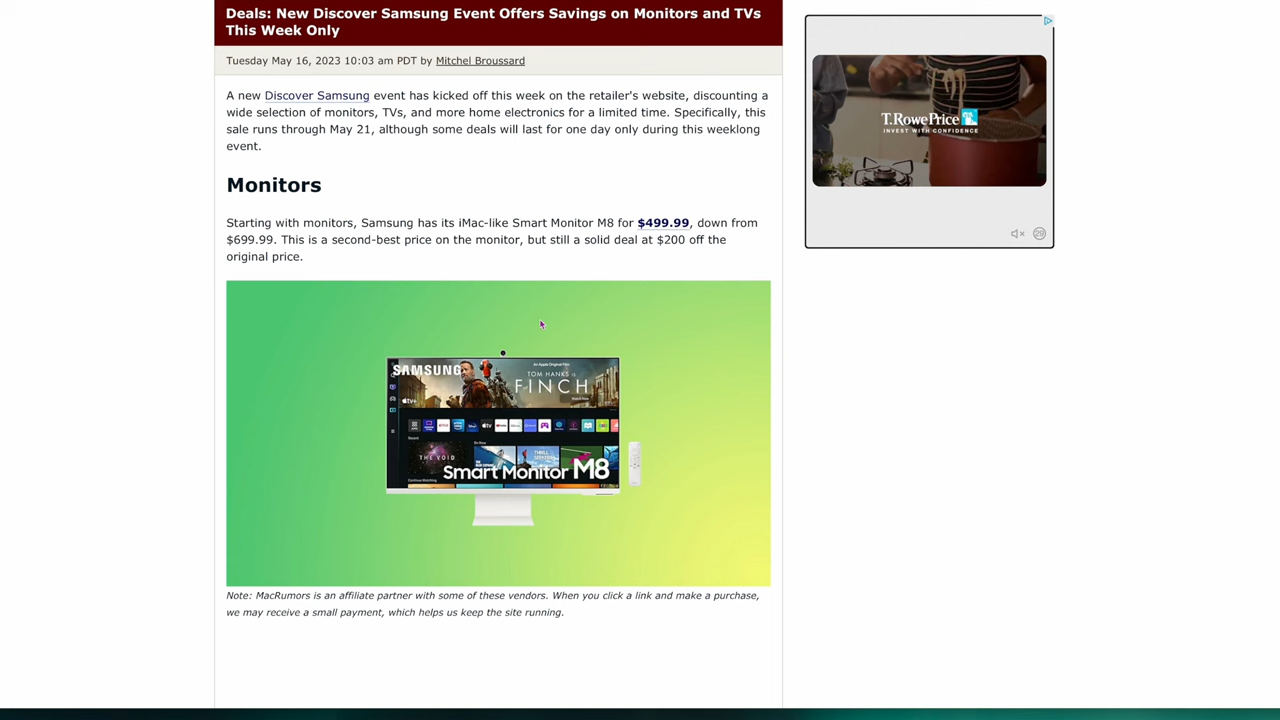 Deals: New Discover Samsung Event Offers Savings on Monitors and TVs
This Week Only
Tuesday May 16, 2023 10:03 am PDT by Mitchel Broussard
A new Discover Samsung event has kicked off this week on the retailer's website, discounting a
wide selection of monitors, TVs, and more home electronics for a limited time. Specifically, this
sale runs through May 21, although some deals will last for one day only during this weeklong
event.
Monitors
Starting with monitors, Samsung has its iMac-like Smart Monitor M8 for $499.99, down from
$699.99. This is a second-best price on the monitor, but still a solid deal at $200 off the
original price.
SAMSUNG
An Apple Original Film
TOM HANKS IS
FINCH
Watch Now
tv+
THE VOID
Smart Monitor M8
Continue Watching
Note: MacRumors is an affiliate partner with some of these vendors. When you click a link and make a purchase,
we may receive a small payment, which helps us keep the site running.
T.RowePrice
INVEST WITH CONFIDENCE